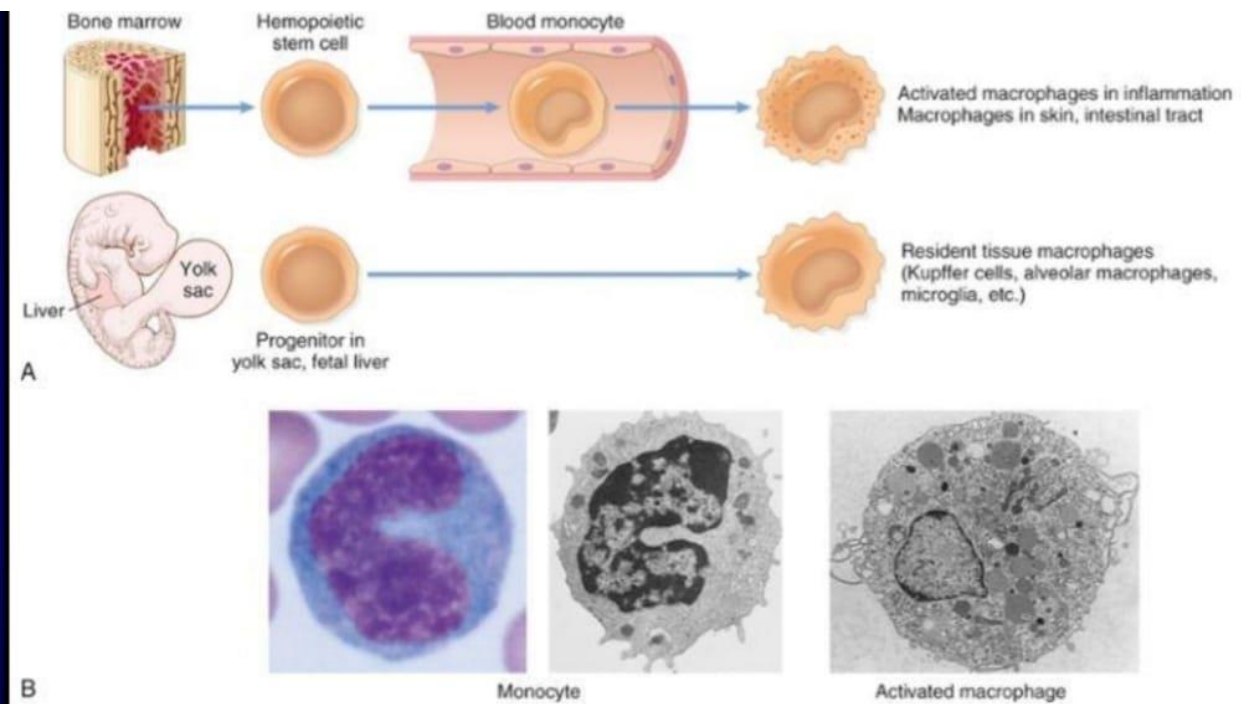 Bone marrow
Hemopoietic
stem cell
Blood monocyte
Activated macrophages in inflammation
Macrophages in skin, intestinal tract
Yolk
sac
Liver
Progenitor in
yolk sac, fetal liver
Resident tissue macrophages
(Kupffer cells, alveolar macrophages,
microglia, etc.)
A
B
Monocyte
Activated macrophage